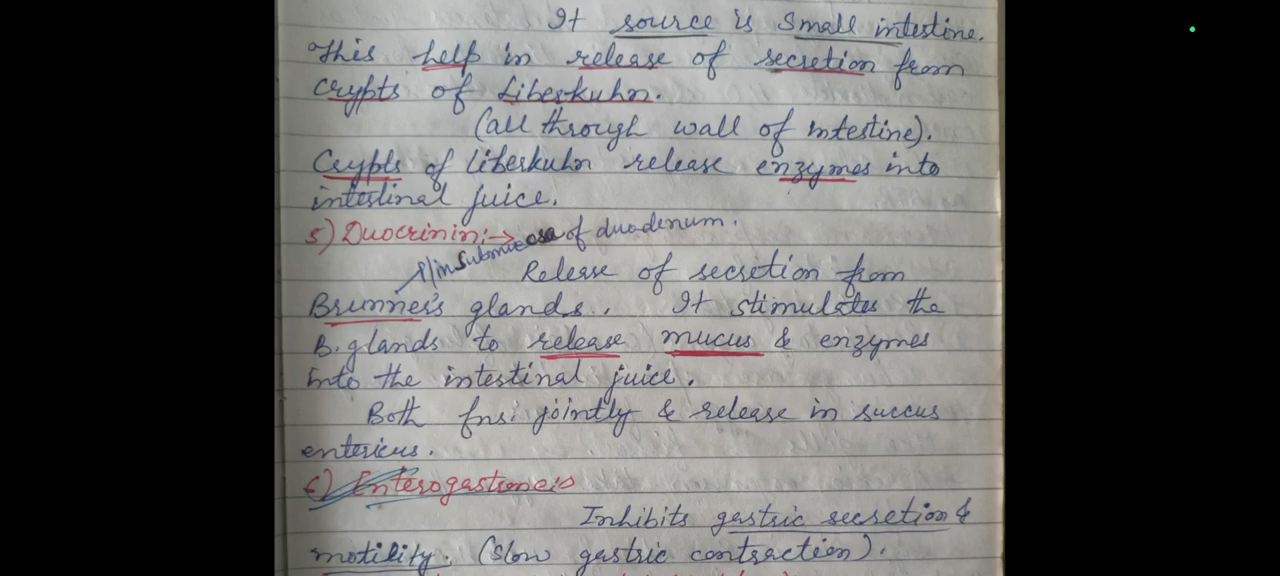 It source is Small intestine.
This help in release of secretion from
crypts of Liberkuhn.
(all through wall of intestine).
Crypts of liberkuhn release enzymes into
intestinal juice.
5) Duocrinin:→
P/in submucosa of duodenum.
Release of secretion from
Brunner's glands. It stimulates the
B. glands to release mucus & enzymes
into the intestinal juice.
Both fns. jointly & release in succus
entericus.
6) Enterogastrone:→
Inhibits gastric secretion &
motility. (slow gastric contraction).